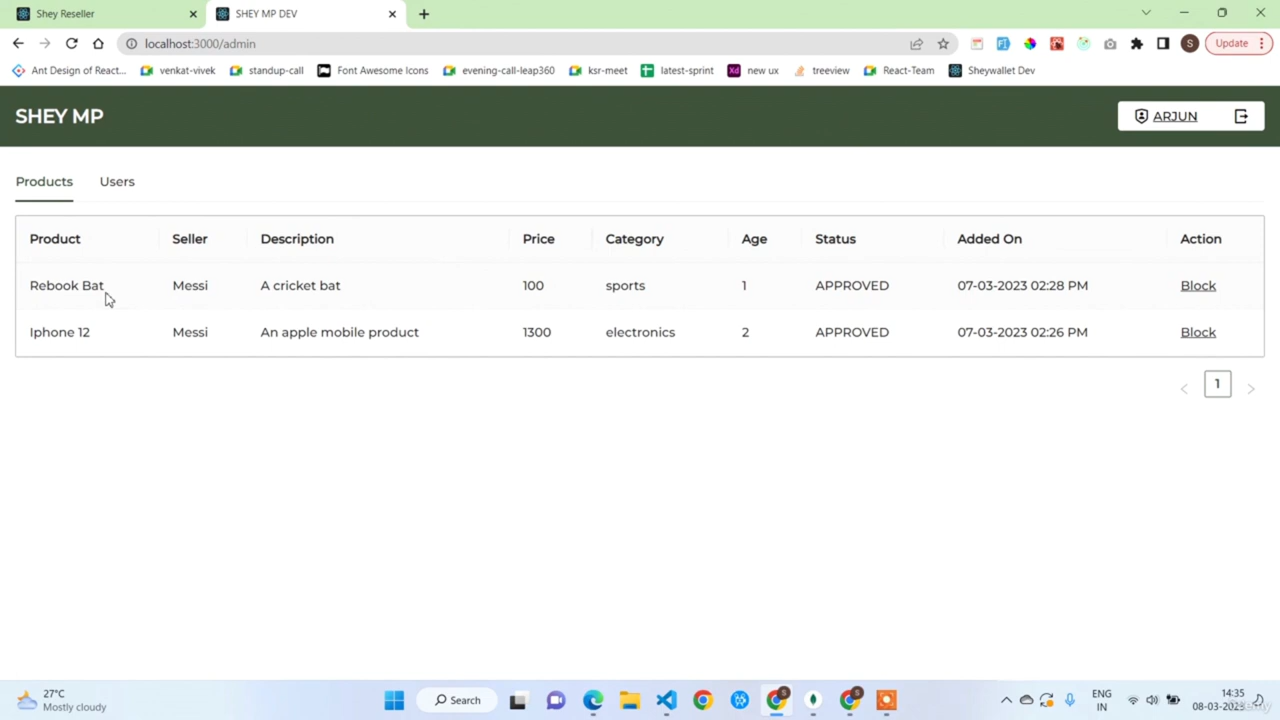 Shey Reseller
SHEY MP DEV
localhost:3000/admin
S
Update
Ant Design of React...
venkat-vivek
standup-call
Font Awesome Icons
evening-call-leap360
ksr-meet
latest-sprint
Xd
new ux
treeview
React-Team
Sheywallet Dev
SHEY MP
ARJUN
Products
Users
Product Seller Description Price Category Age Status Added On Action
Rebook Bat Messi A cricket bat 100 sports 1 APPROVED 07-03-2023 02:28 PM Block
Iphone 12 Messi An apple mobile product 1300 electronics 2 APPROVED 07-03-2023 02:26 PM Block
< 1 >
27°C
Mostly cloudy
Search
ENG
IN
14:35
08-03-2023